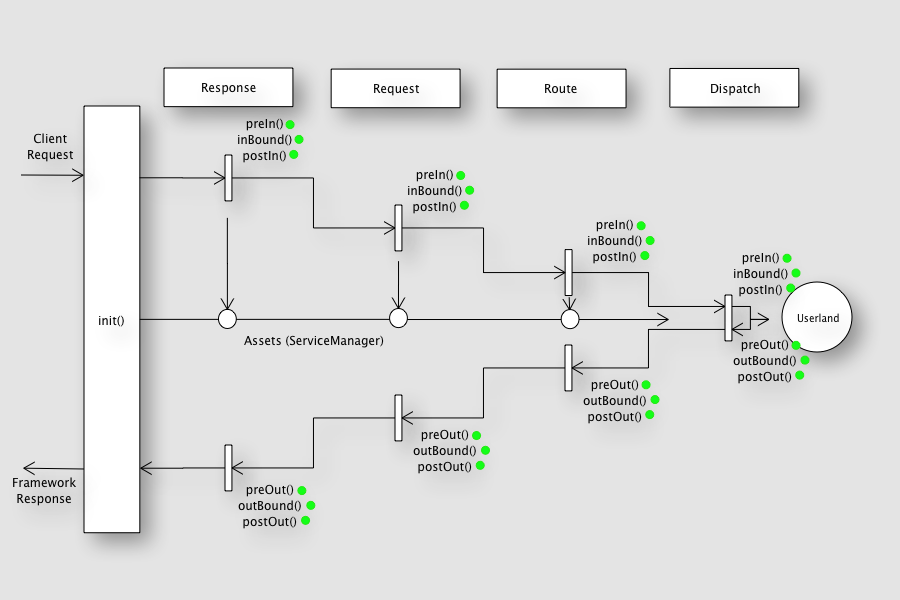 Response
Request
Route
Dispatch
Client
Request
preIn()
inBound()
postIn()
preIn()
inBound()
postIn()
preIn()
inBound()
postIn()
preIn()
inBound()
postIn()
init()
Assets (ServiceManager)
Userland
preOut()
outBound()
postOut()
preOut()
outBound()
postOut()
preOut()
outBound()
postOut()
preOut()
outBound()
postOut()
Framework
Response